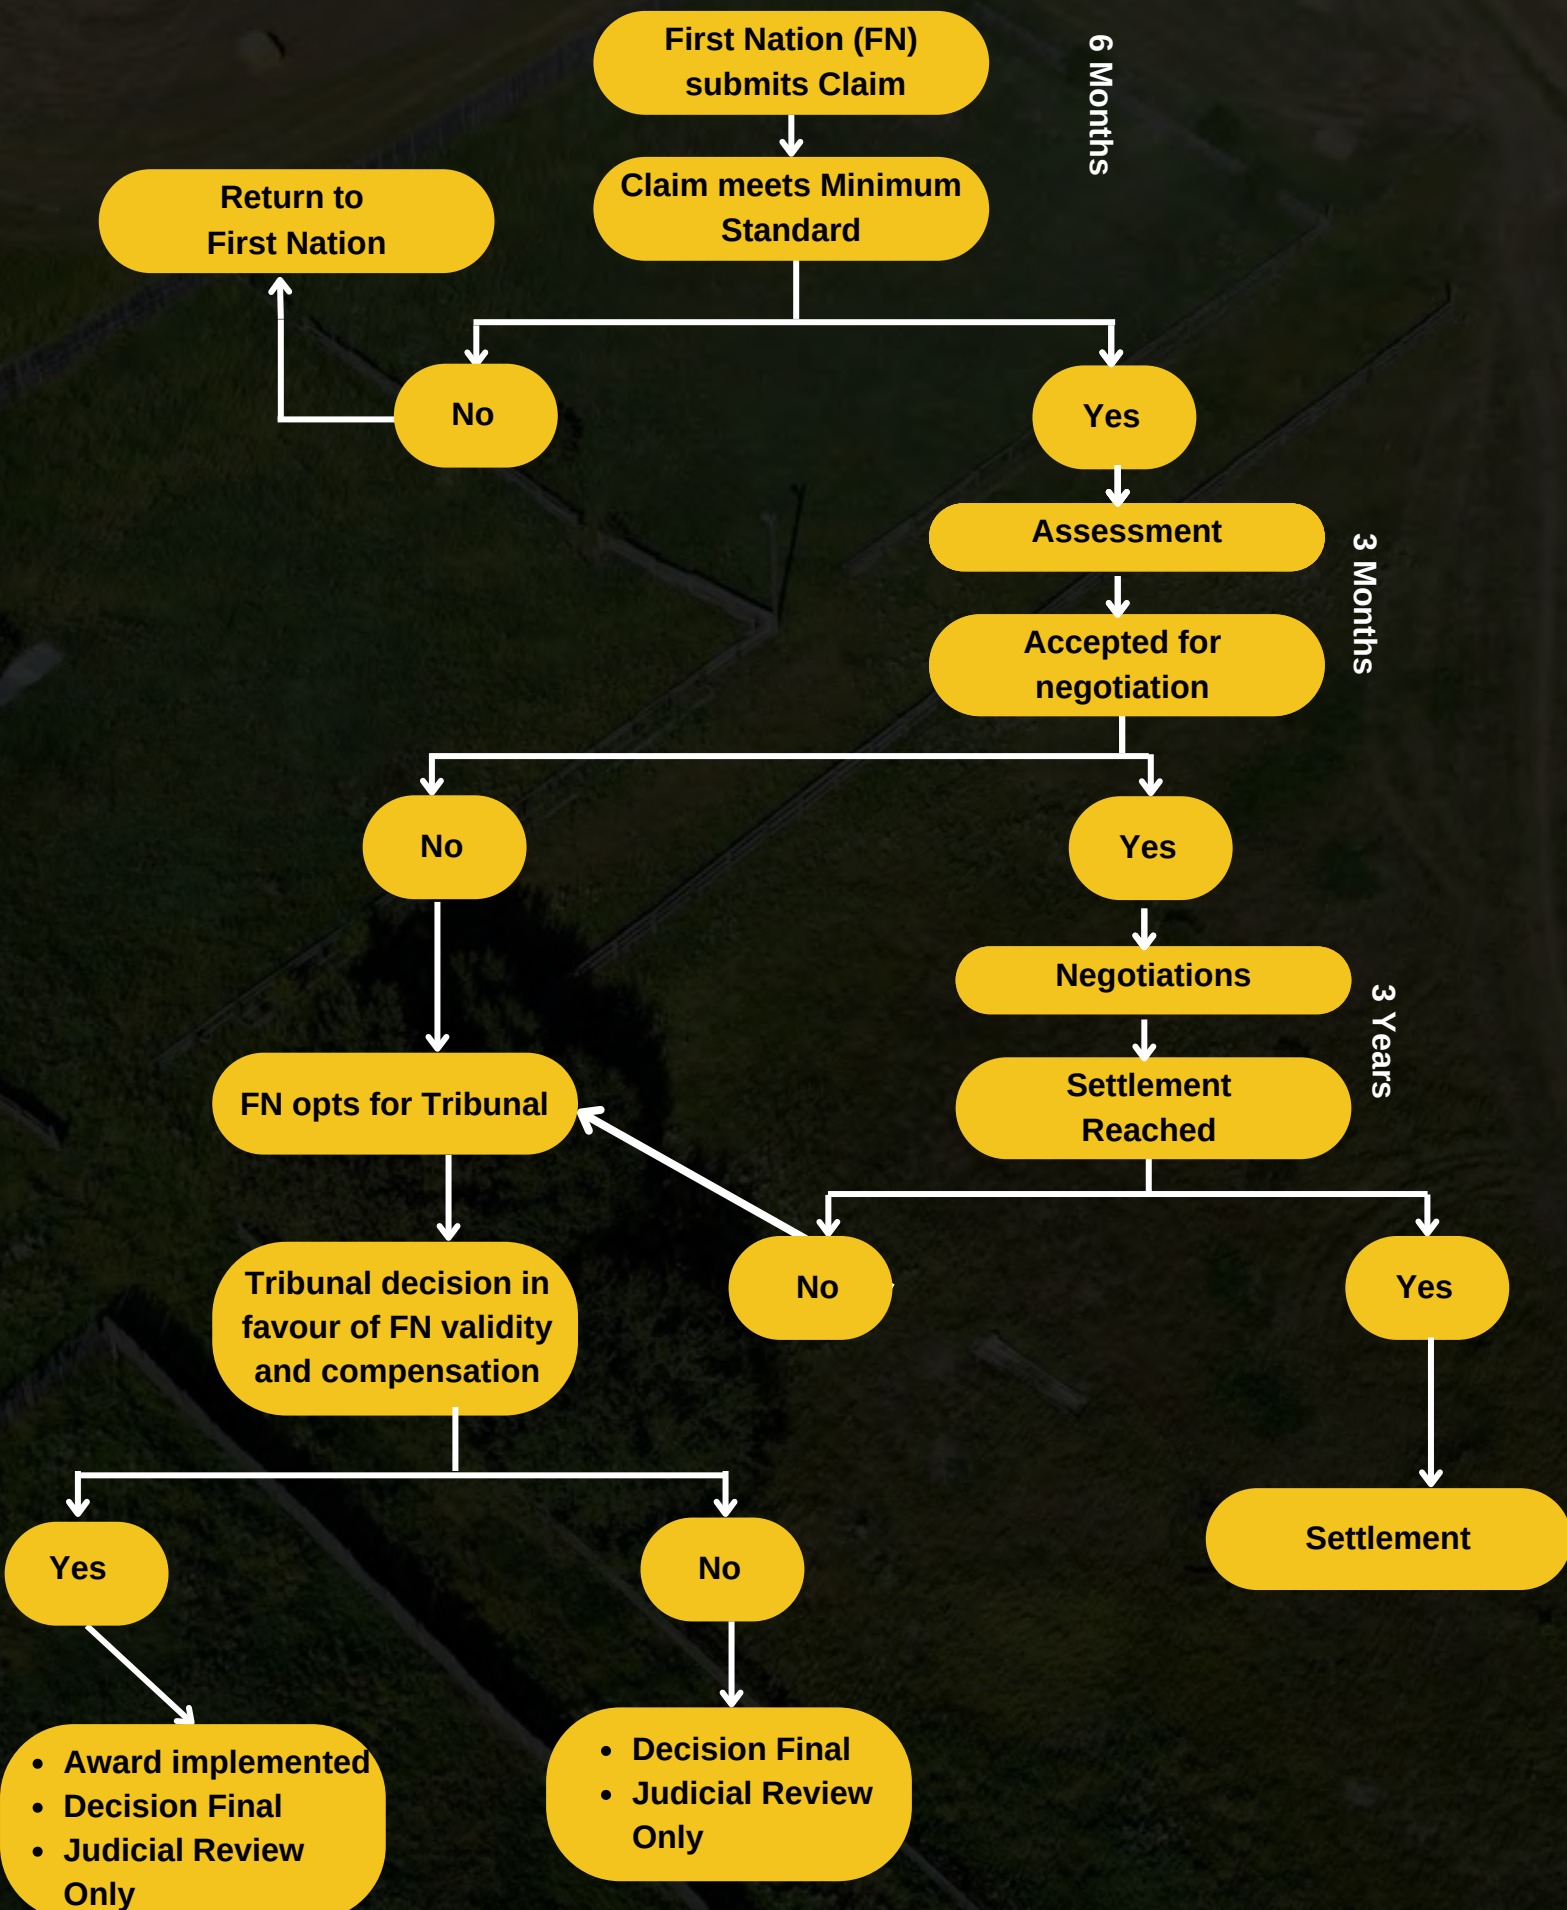 First Nation (FN)
submits Claim
6 Months
Claim meets Minimum
Standard
Return to
First Nation
No
Yes
Assessment
3 Months
Accepted for
negotiation
No
Yes
Negotiations
3 Years
Settlement
Reached
FN opts for Tribunal
Tribunal decision in
favour of FN validity
and compensation
No
Yes
Settlement
Yes
No
• Award implemented
• Decision Final
• Judicial Review
Only
• Decision Final
• Judicial Review
Only